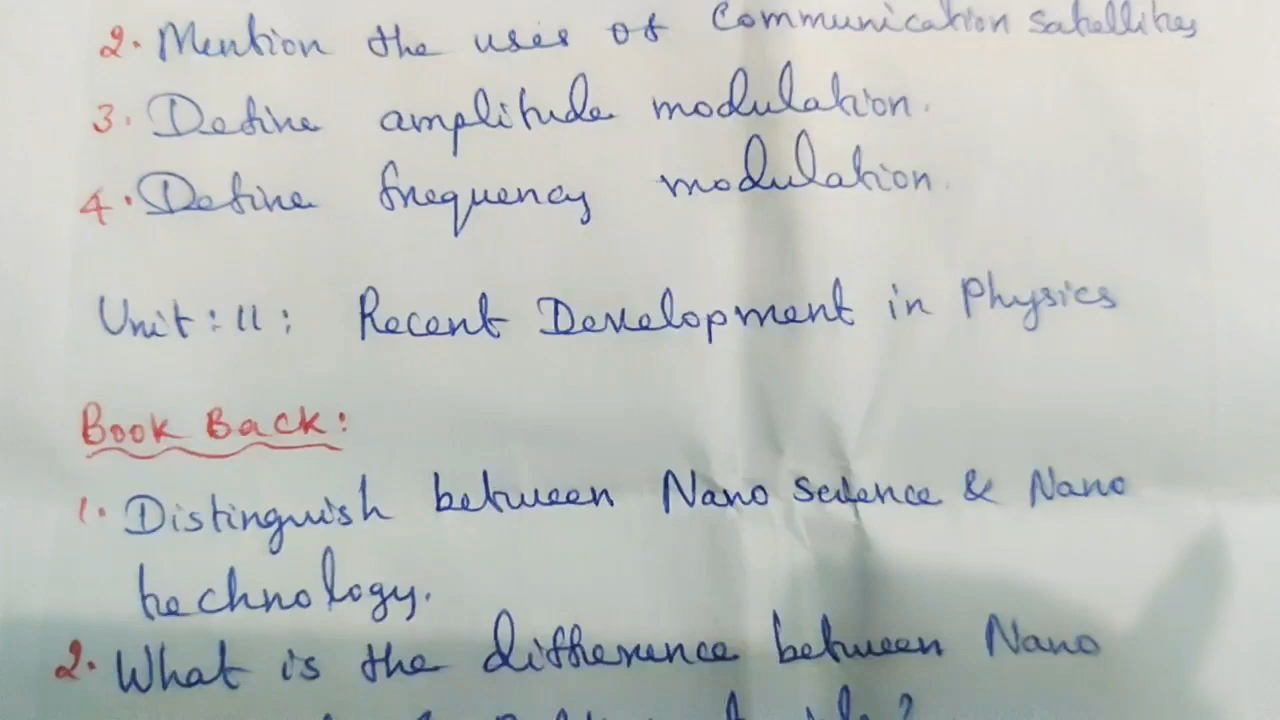 2. Mention the uses of Communication Satellites
3. Define amplitude modulation.
4. Define frequency modulation.
Unit: 11: Recent Development in Physics
Book Back:
1. Distinguish between Nano science & Nano
technology.
2. What is the difference between Nano